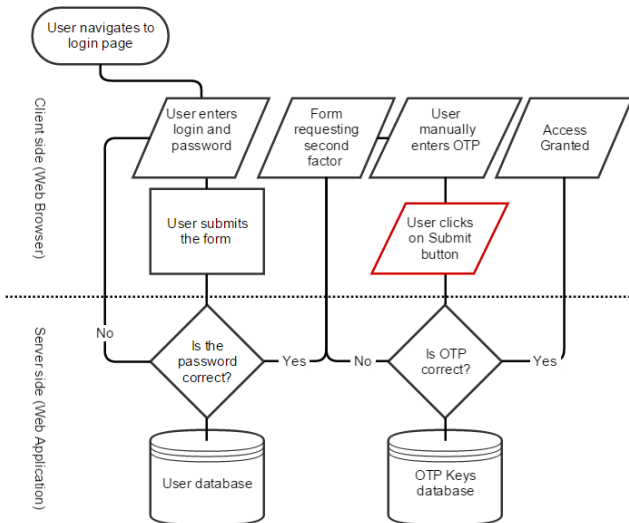 User navigates to
login page
Client side (Web Browser)
User enters
login and
password
Form
requesting
second
factor
User
manually
enters OTP
Access
Granted
User submits
the form
User clicks
on Submit
button
Server side (Web Application)
No
Is the
password
correct?
Yes
No
Is OTP
correct?
Yes
User database
OTP Keys
database